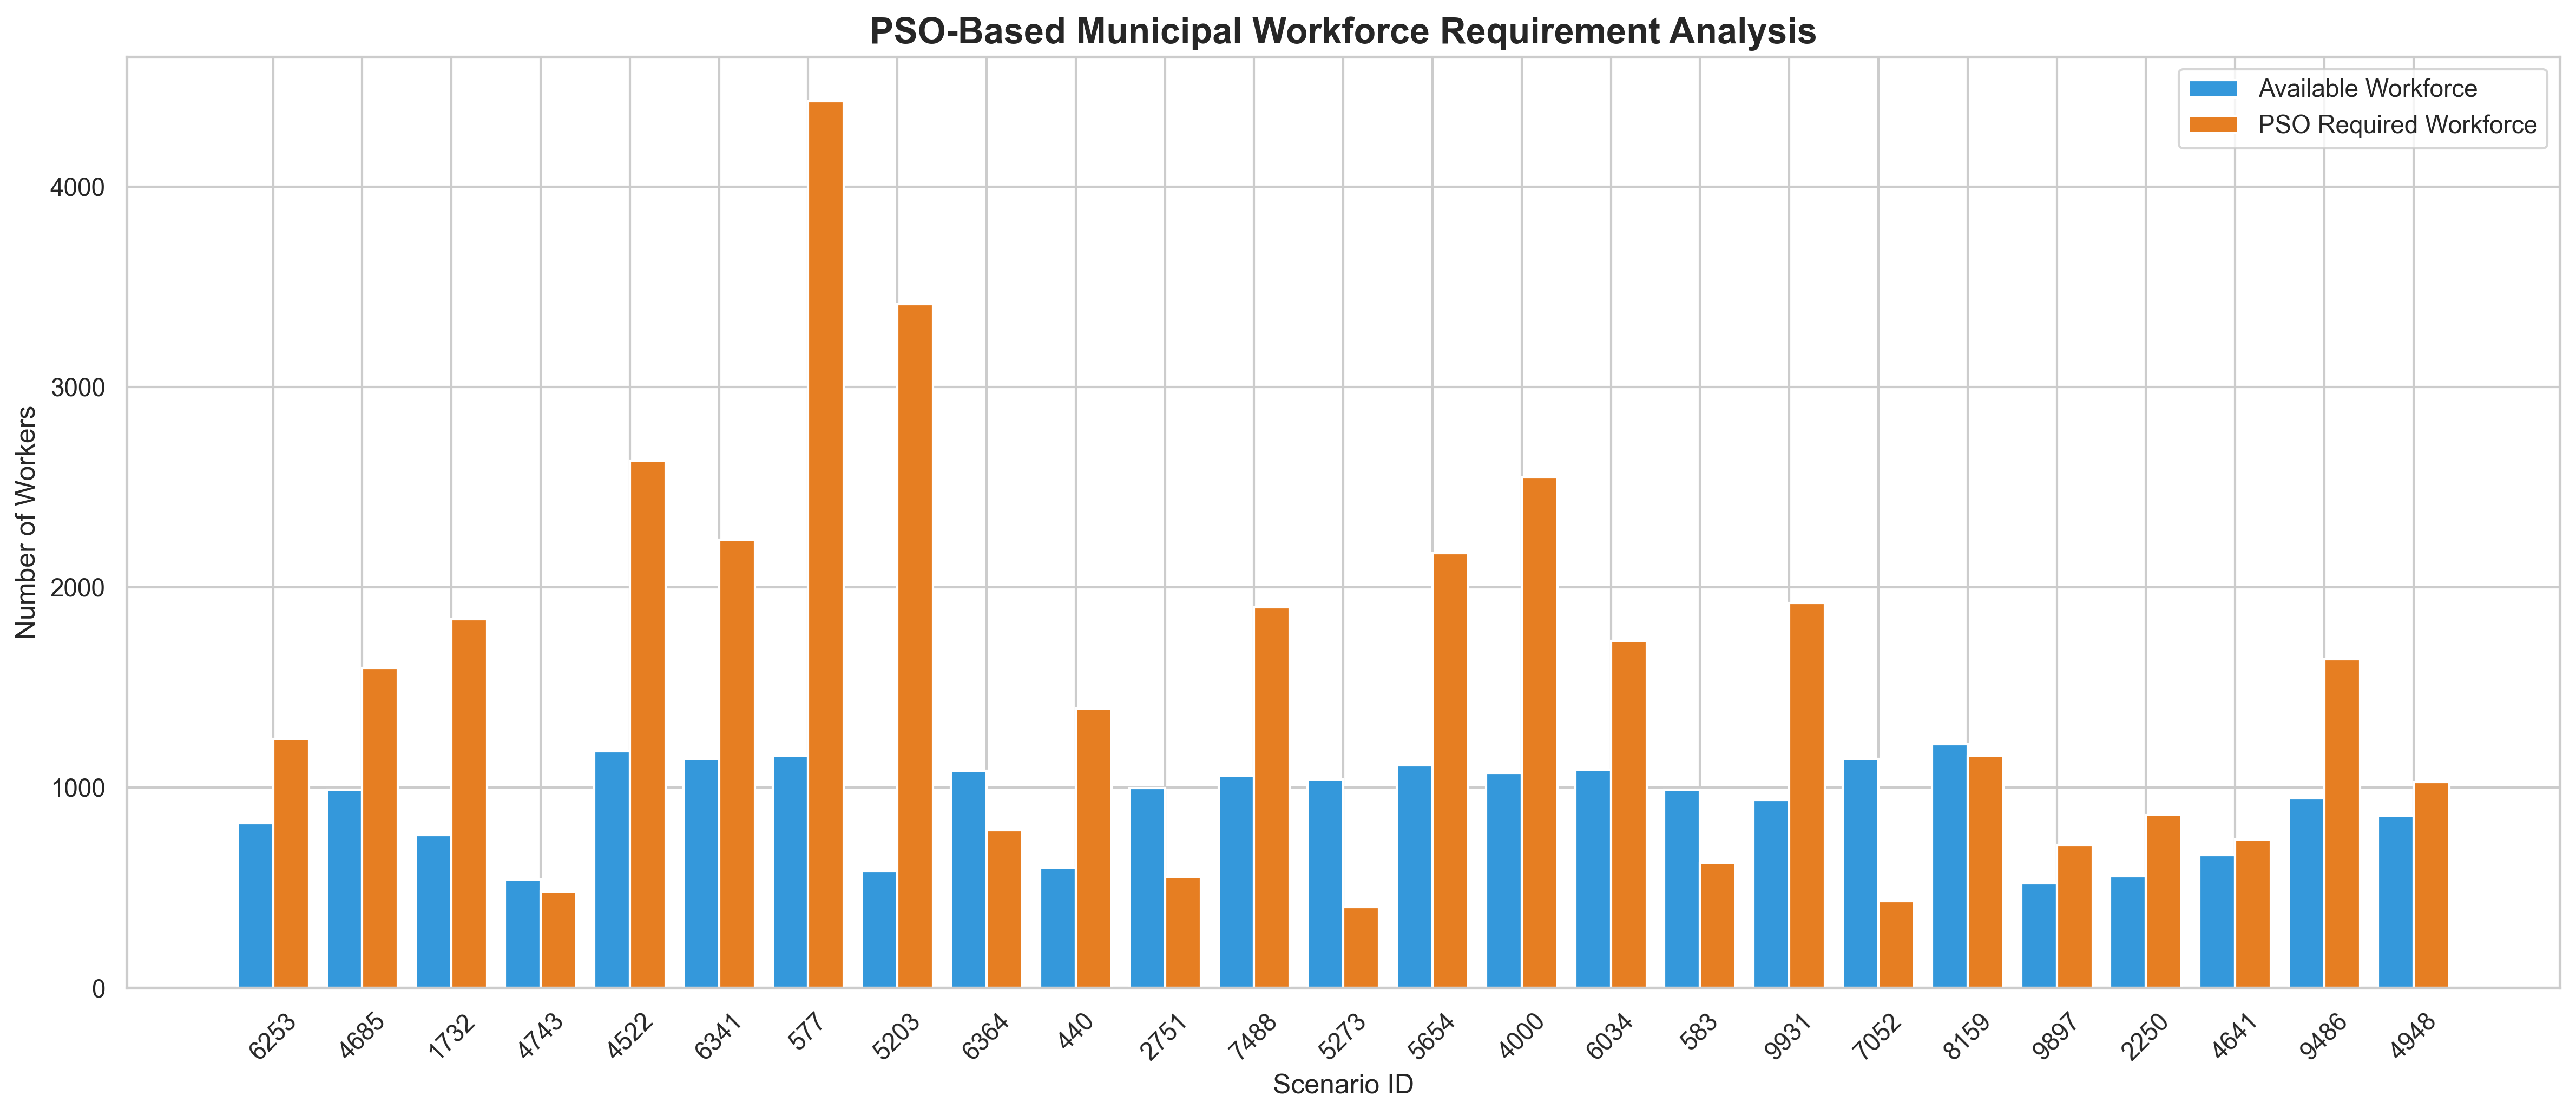 PSO-Based Municipal Workforce Requirement Analysis
Available Workforce
PSO Required Workforce
Number of Workers
4000
3000
2000
1000
0
6253 4685 1732 4743 4522 6341 577 5203 6364 440 2751 7488 5273 5654 4000 6034 583 9931 7052 8159 9897 2250 4641 9486 4948
Scenario ID